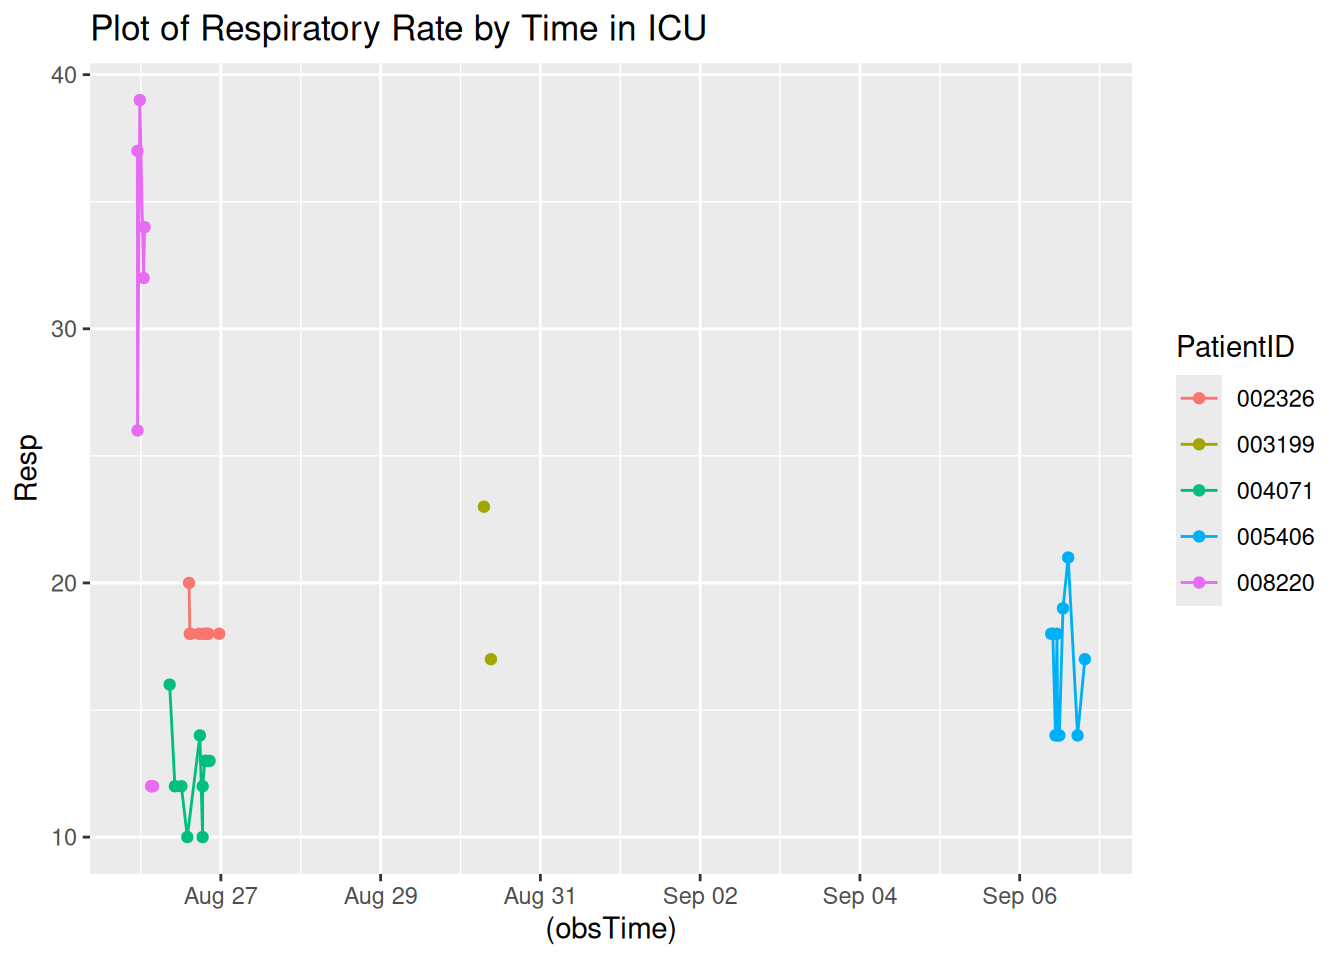 Plot of Respiratory Rate by Time in ICU
40
30
20
10
Resp
Aug 27 Aug 29 Aug 31 Sep 02 Sep 04 Sep 06
(obsTime)
PatientID
002326
003199
004071
005406
008220